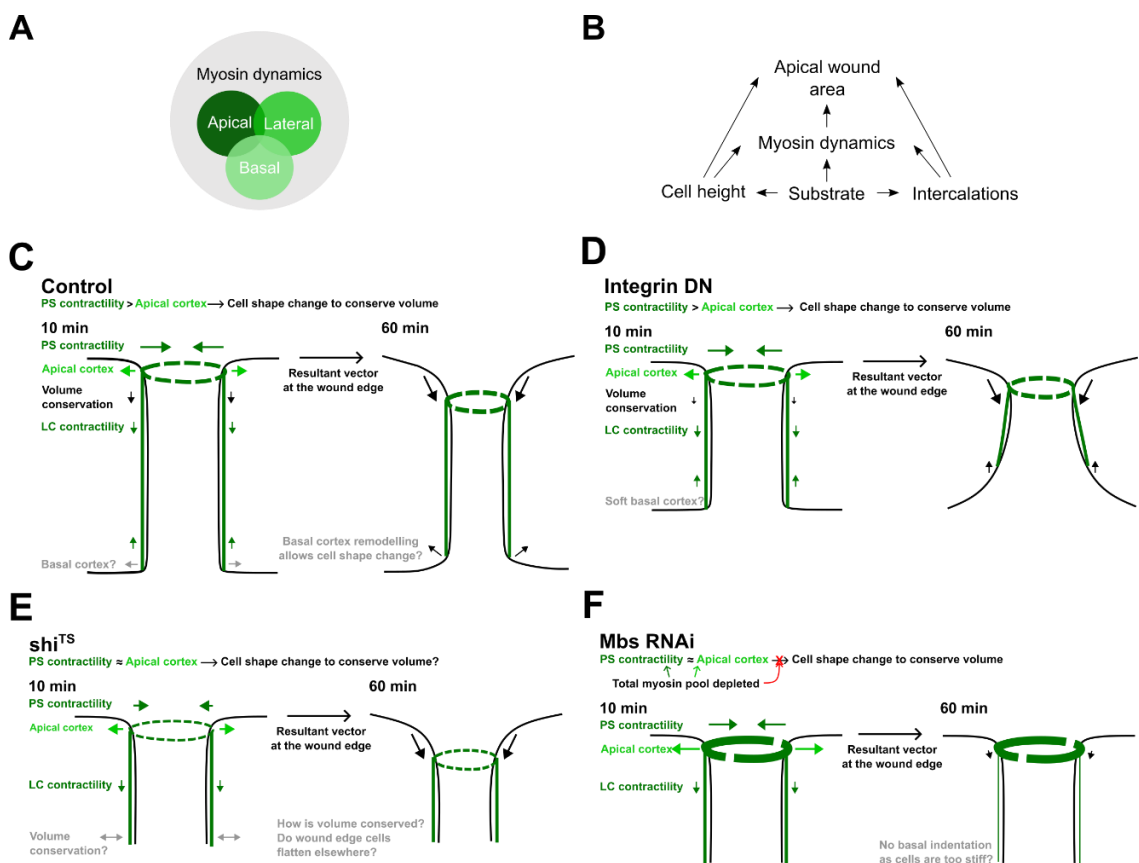 A
Myosin dynamics
Apical
Lateral
Basal
B
Apical wound
area
Myosin dynamics
Cell height
Substrate
Intercalations
C
Control
PS contractility > Apical cortex → Cell shape change to conserve volume
10 min
60 min
PS contractility
Apical cortex
Volume
conservation
LC contractility
Basal cortex?
Resultant vector
at the wound edge
Basal cortex remodelling
allows cell shape change?
D
Integrin DN
PS contractility > Apical cortex → Cell shape change to conserve volume
10 min
60 min
PS contractility
Apical cortex
Volume
conservation
LC contractility
Soft basal cortex?
Resultant vector
at the wound edge
E
shiTS
PS contractility ≈ Apical cortex → Cell shape change to conserve volume?
10 min
60 min
PS contractility
Apical cortex
LC contractility
Volume
conservation?
Resultant vector
at the wound edge
How is volume conserved?
Do wound edge cells
flatten elsewhere?
F
Mbs RNAi
PS contractility ≈ Apical cortex → Cell shape change to conserve volume
Total myosin pool depleted
10 min
60 min
PS contractility
Apical cortex
LC contractility
Resultant vector
at the wound edge
No basal indentation
as cells are too stiff?